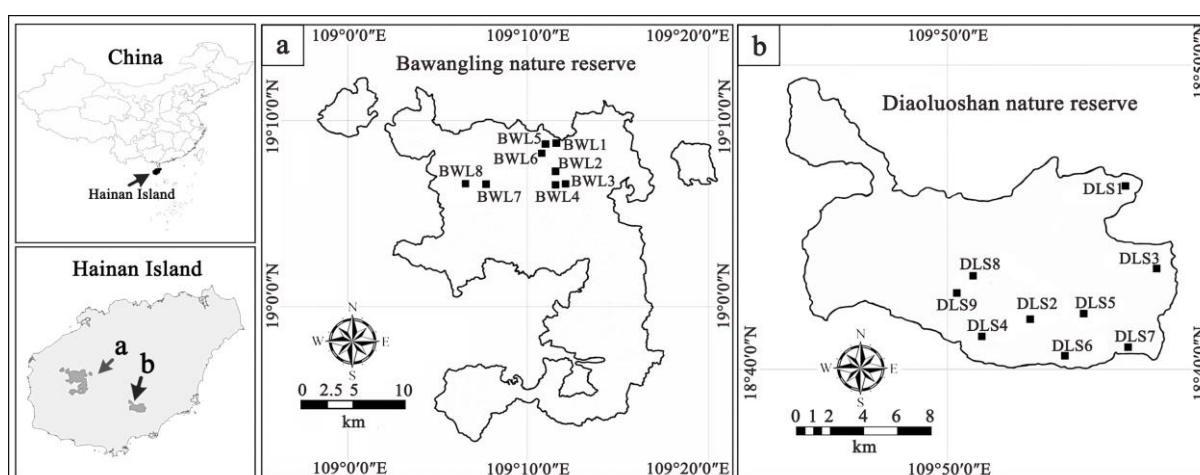 China
Hainan Island
Hainan Island
a
b
a
109°0'0"E
109°10'0"E
109°20'0"E
Bawangling nature reserve
19°10'0"N
19°10'0"N
BWL5
BWL1
BWL6
BWL2
BWL8
BWL3
BWL7
BWL4
19°0'0"N
19°0'0"N
N
W
E
S
0 2.5 5 10
km
109°0'0"E
109°10'0"E
109°20'0"E
b
109°50'0"E
18°50'0"N
Diaoluoshan nature reserve
DLS1
DLS3
DLS8
DLS9
DLS2
DLS5
DLS4
DLS6
DLS7
18°40'0"N
18°40'0"N
N
W
E
S
0 1 2 4 6 8
km
109°50'0"E